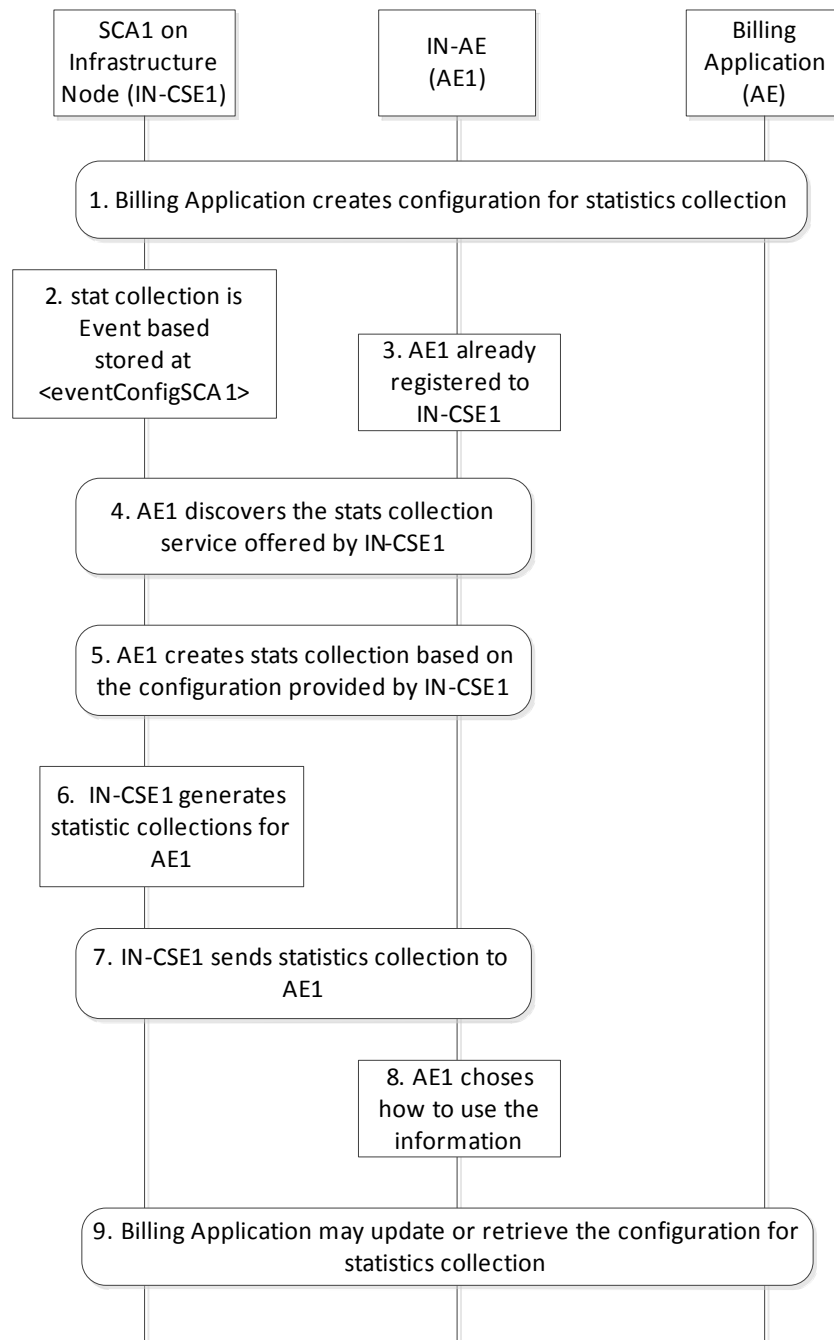 SCA1 on
Infrastructure
Node (IN-CSE1)
IN-AE
(AE1)
Billing
Application
(AE)
1. Billing Application creates configuration for statistics collection
2. stat collection is
Event based
stored at
<eventConfigSCA1>
3. AE1 already
registered to
IN-CSE1
4. AE1 discovers the stats collection
service offered by IN-CSE1
5. AE1 creates stats collection based on
the configuration provided by IN-CSE1
6. IN-CSE1 generates
statistic collections for
AE1
7. IN-CSE1 sends statistics collection to
AE1
8. AE1 choses
how to use the
information
9. Billing Application may update or retrieve the configuration for
statistics collection